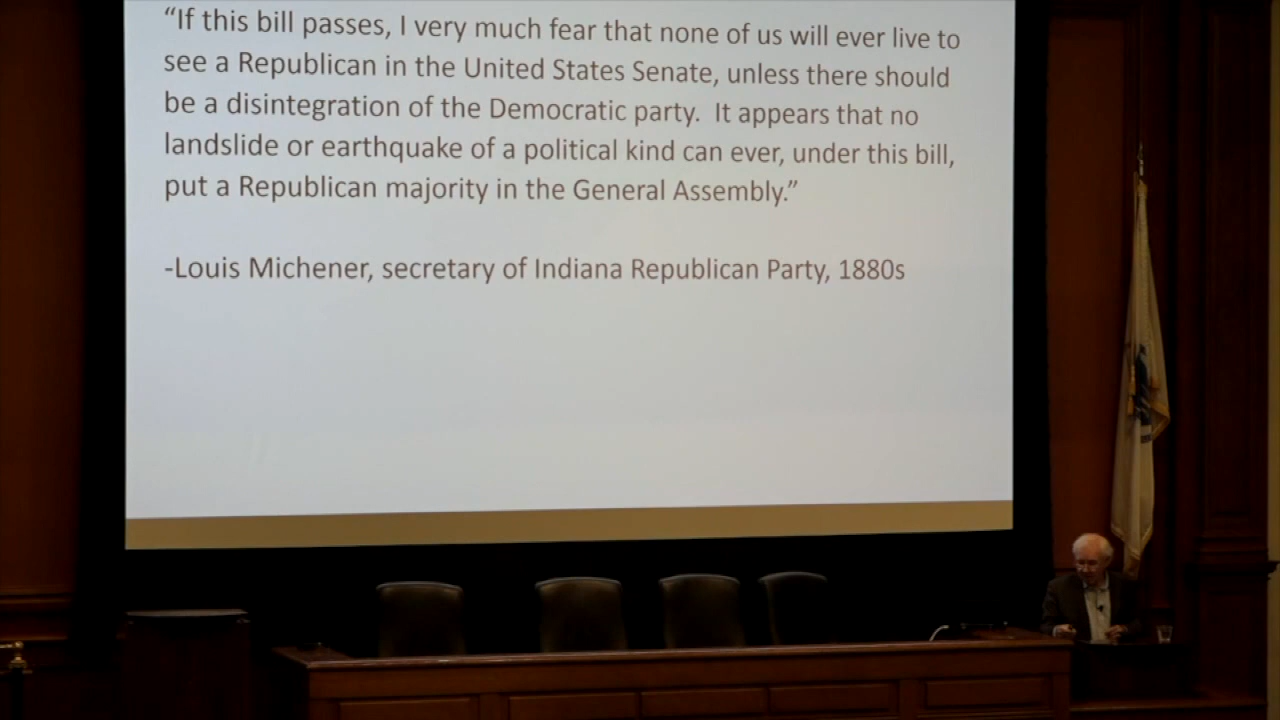 “If this bill passes, I very much fear that none of us will ever live to
see a Republican in the United States Senate, unless there should
be a disintegration of the Democratic party.  It appears that no
landslide or earthquake of a political kind can ever, under this bill,
put a Republican majority in the General Assembly.”
-Louis Michener, secretary of Indiana Republican Party, 1880s